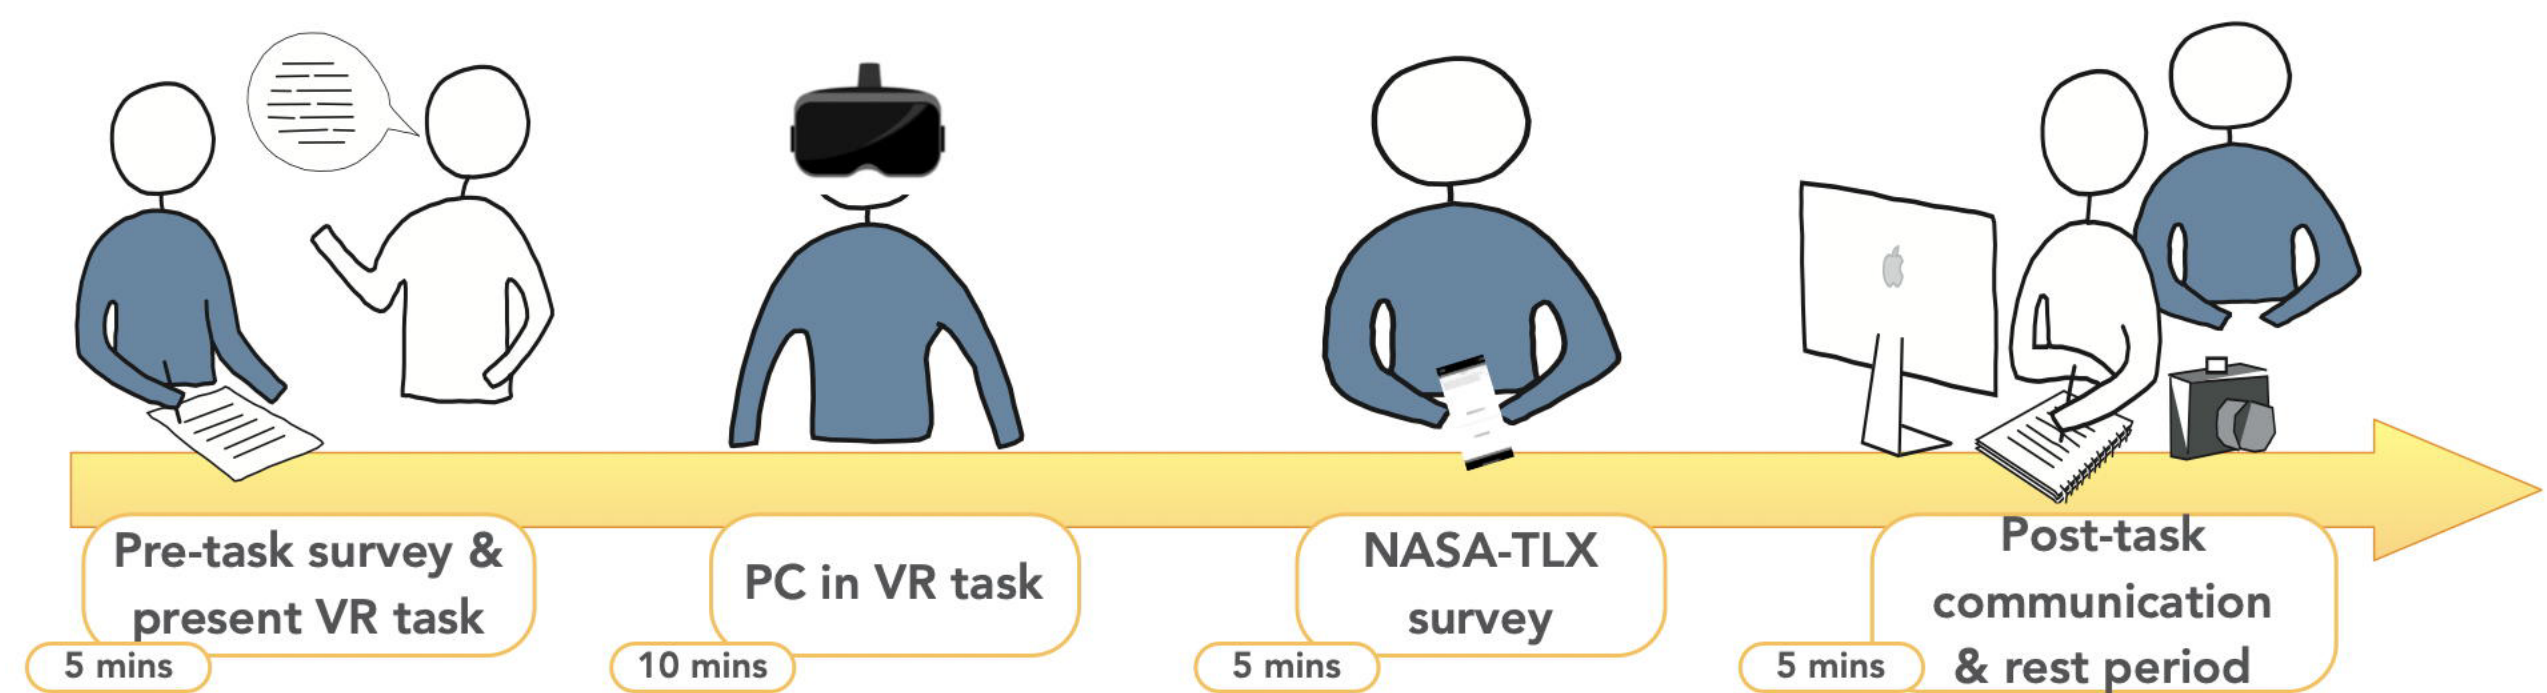 Pre-task survey &
present VR task
5 mins
PC in VR task
10 mins
NASA-TLX
survey
5 mins
Post-task
communication
& rest period
5 mins